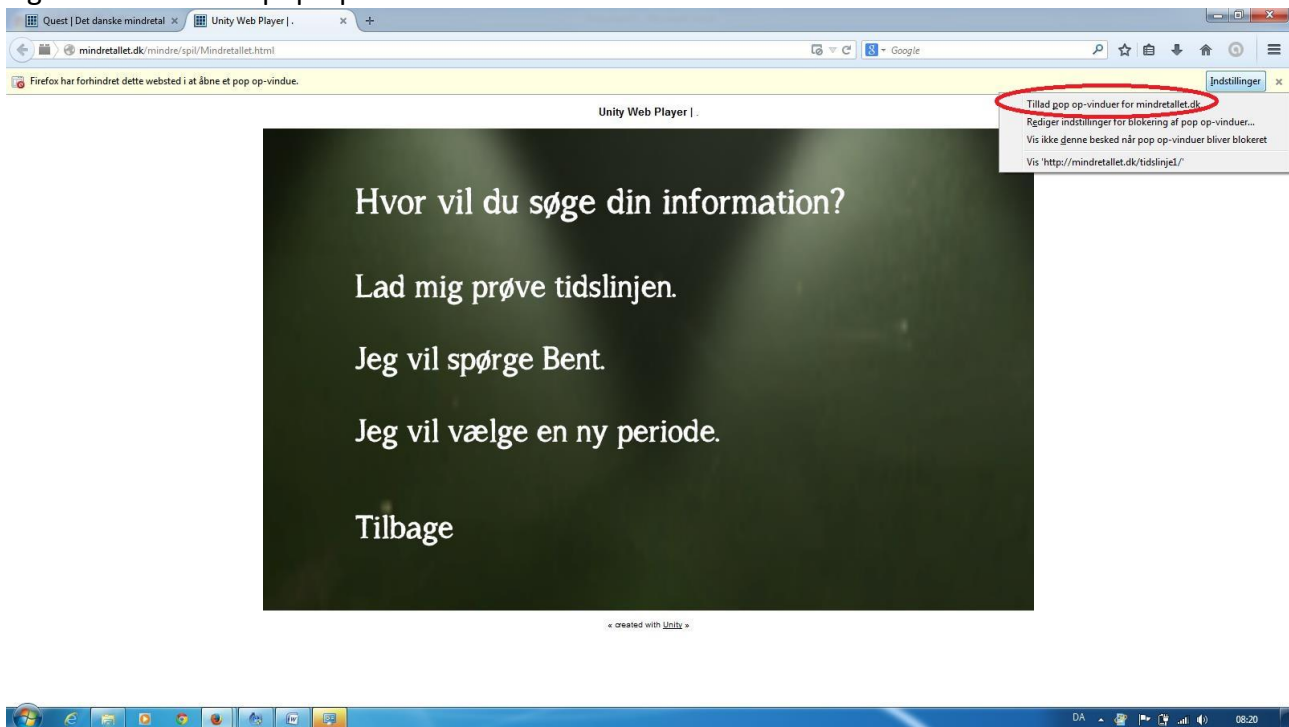 Quest | Det danske mindretal ×
Unity Web Player | . ×
+
mindretallet.dk/mindre/spil/Mindretallet.html
Google
Firefox har forhindret dette websted i at åbne et pop op-vindue.
Indstillinger ×
Tillad pop op-vinduer for mindretallet.dk
Rediger indstillinger for blokering af pop op-vinduer...
Vis ikke denne besked når pop op-vinduer bliver blokeret
Vis 'http://mindretallet.dk/tidslinje1/'
Unity Web Player | .
Hvor vil du søge din information?
Lad mig prøve tidslinjen.
Jeg vil spørge Bent.
Jeg vil vælge en ny periode.
Tilbage
« created with Unity »
DA
08:20